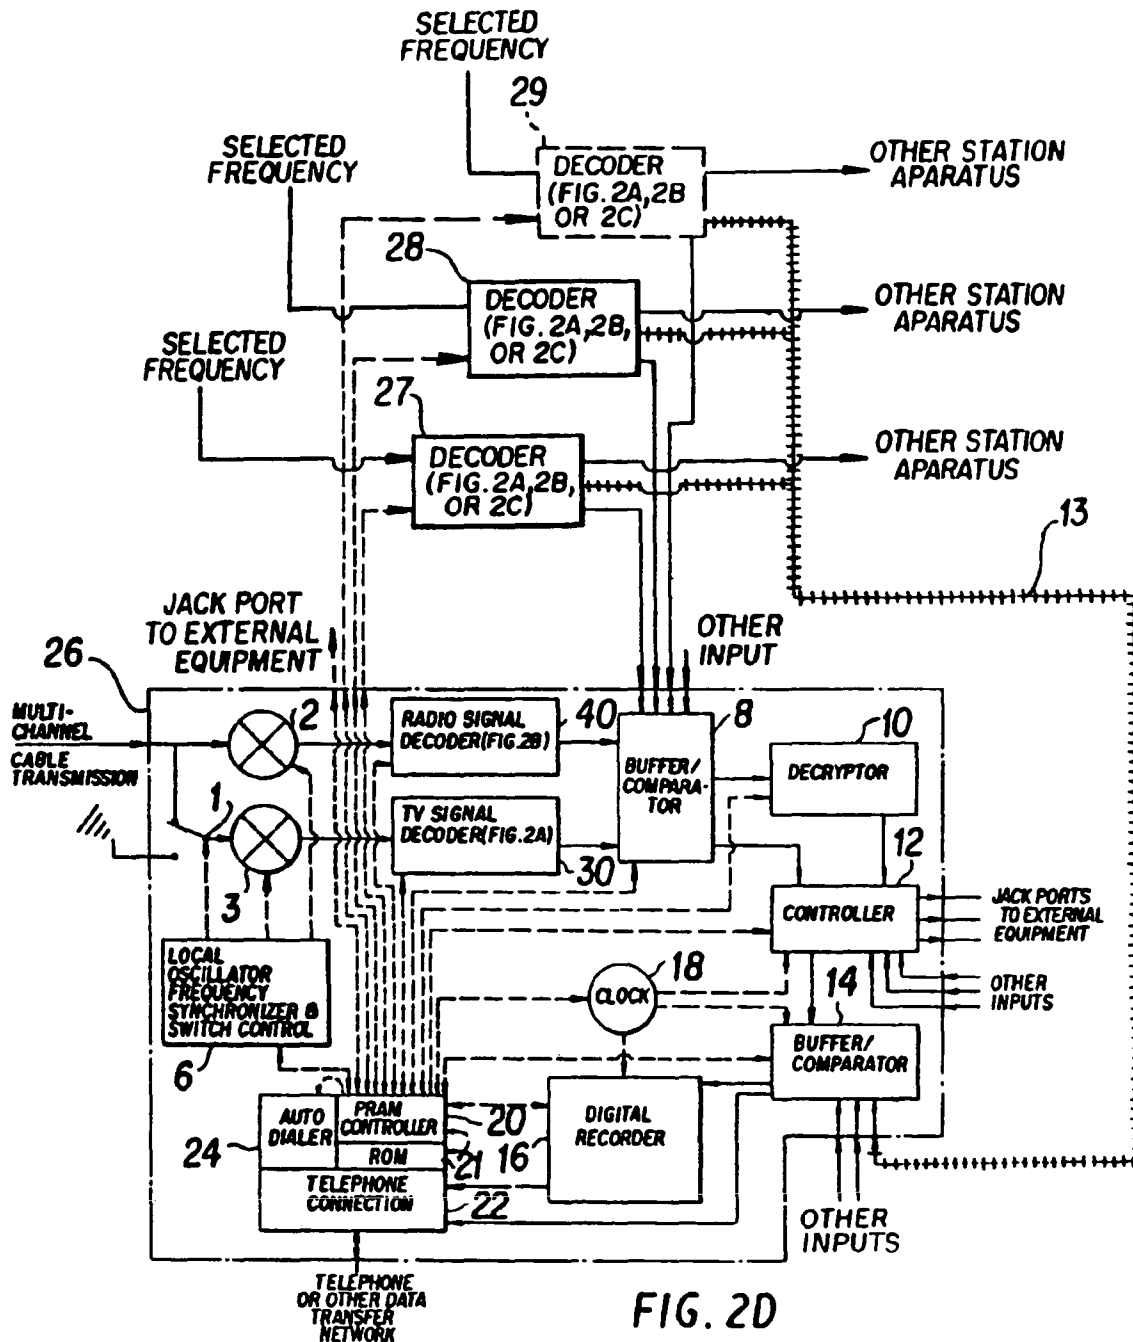 SELECTED
FREQUENCY
29
DECODER
(FIG. 2A, 2B
OR 2C)
OTHER STATION
APPARATUS
SELECTED
FREQUENCY
28
DECODER
(FIG. 2A, 2B,
OR 2C)
OTHER STATION
APPARATUS
SELECTED
FREQUENCY
27
DECODER
(FIG. 2A, 2B,
OR 2C)
OTHER STATION
APPARATUS
13
JACK PORT
TO EXTERNAL
EQUIPMENT
OTHER
INPUT
26
MULTI-
CHANNEL
CABLE
TRANSMISSION
2
RADIO SIGNAL
DECODER(FIG.2B)
40
8
BUFFER/
COMPARA-
TOR
10
DECRYPTOR
1
3
TV SIGNAL
DECODER(FIG.2A)
30
12
CONTROLLER
JACK PORTS
TO EXTERNAL
EQUIPMENT
LOCAL
OSCILLATOR
FREQUENCY
SYNCHRONIZER &
SWITCH CONTROL
6
18
CLOCK
OTHER
INPUTS
14
BUFFER/
COMPARATOR
AUTO
DIALER
24
PRAM
CONTROLLER
20
ROM
21
TELEPHONE
CONNECTION
22
16
DIGITAL
RECORDER
OTHER
INPUTS
TELEPHONE
OR OTHER DATA
TRANSFER
NETWORK
FIG. 2D